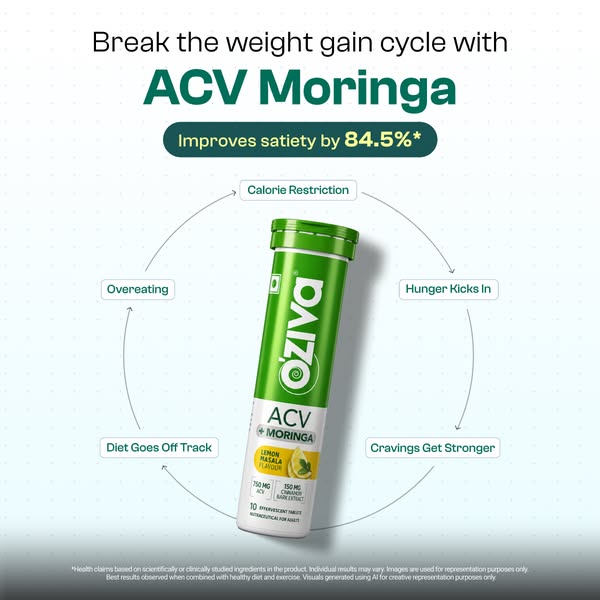 Break the weight gain cycle with
ACV Moringa
Improves satiety by 84.5%*
Calorie Restriction
Overeating
Hunger Kicks In
Diet Goes Off Track
Cravings Get Stronger
OZIVA
ACV
+ MORINGA
LEMON
MASALA
FLAVOUR
750 MG
ACV
150 MG
CINNAMON
BARK EXTRACT
10 EFFERVESCENT TABLETS
NUTRACEUTICAL FOR ADULTS
*Health claims based on scientifically or clinically studied ingredients in the product. Individual results may vary. Images are used for representation purposes only.
Best results observed when combined with healthy diet and exercise. Visuals generated using AI for creative representation purposes only.